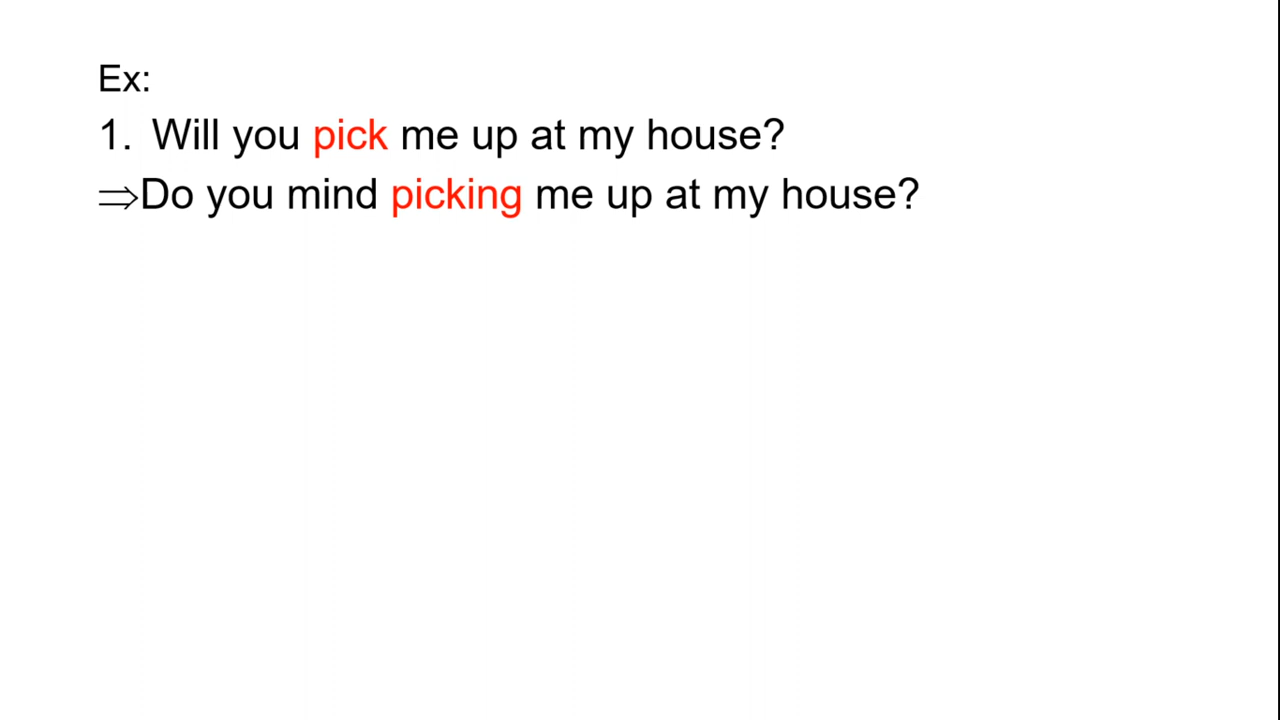 Ex:
1. Will you pick me up at my house?
⇒Do you mind picking me up at my house?